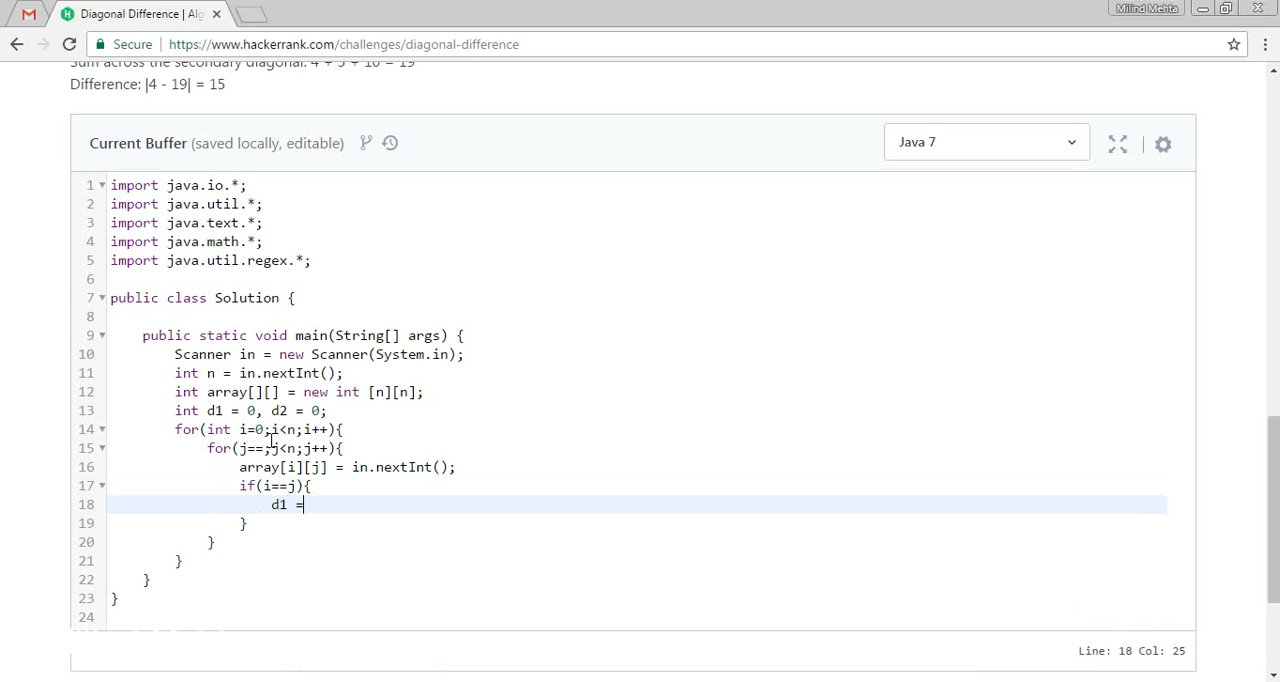 Diagonal Difference | Alg
Milind Mehta
Secure https://www.hackerrank.com/challenges/diagonal-difference
Sum across the secondary diagonal: 4 + 5 + 10 = 19
Difference: |4 - 19| = 15
Current Buffer (saved locally, editable)
Java 7
1 import java.io.*;
2 import java.util.*;
3 import java.text.*;
4 import java.math.*;
5 import java.util.regex.*;
6
7 public class Solution {
8
9 public static void main(String[] args) {
10 Scanner in = new Scanner(System.in);
11 int n = in.nextInt();
12 int array[][] = new int [n][n];
13 int d1 = 0, d2 = 0;
14 for(int i=0;i<n;i++){
15 for(j==;j<n;j++){
16 array[i][j] = in.nextInt();
17 if(i==j){
18 d1 =
19 }
20 }
21 }
22 }
23 }
24
Line: 18 Col: 25